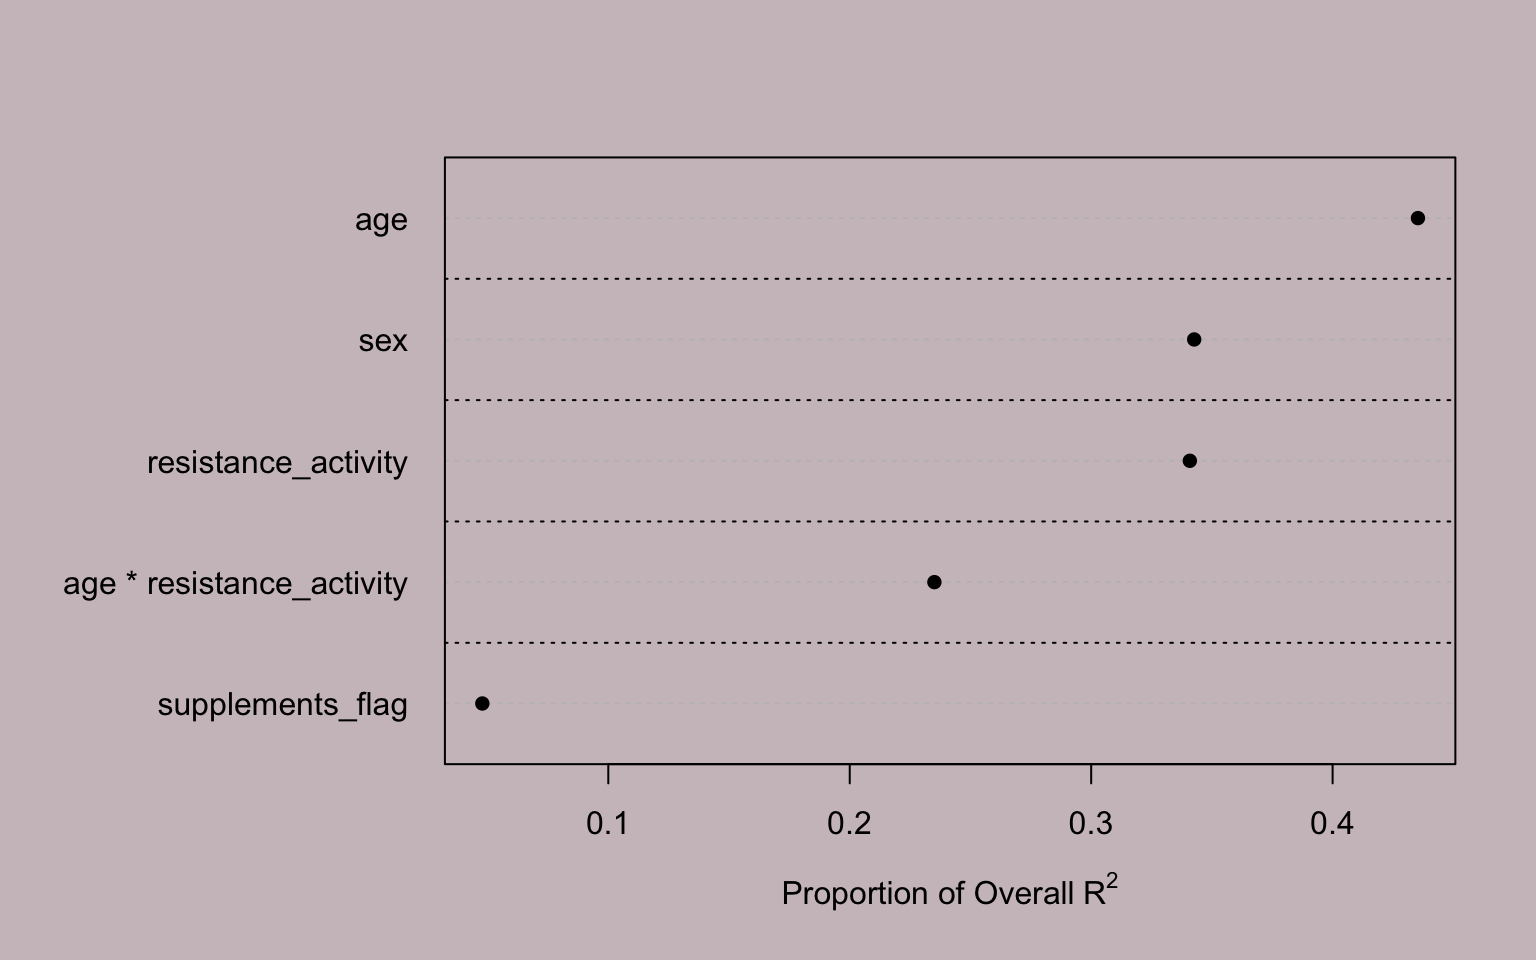 age
sex
resistance_activity
age * resistance_activity
supplements_flag
0.1 0.2 0.3 0.4
Proportion of Overall R²